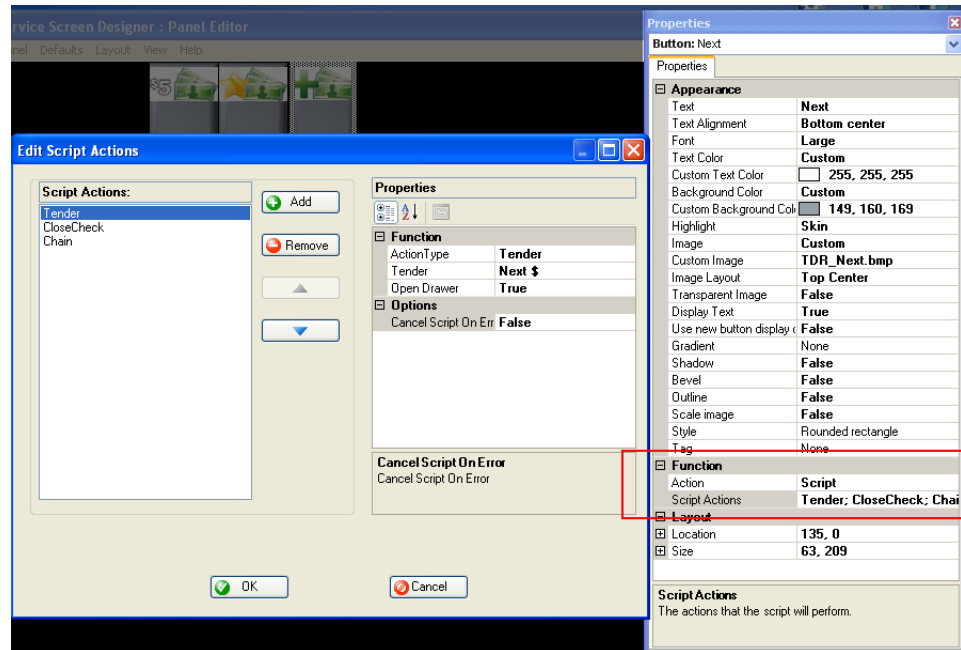 rvice Screen Designer : Panel Editor
nel Defaults Layout View Help
$5
Edit Script Actions
Script Actions:
Tender
CloseCheck
Chain
Add
Remove
Properties
Function
ActionType Tender
Tender Next $
Open Drawer True
Options
Cancel Script On Err False
Cancel Script On Error
Cancel Script On Error
OK
Cancel
Properties
Button: Next
Properties
Appearance
Text Next
Text Alignment Bottom center
Font Large
Text Color Custom
Custom Text Color 255, 255, 255
Background Color Custom
Custom Background Col 149, 160, 169
Highlight Skin
Image Custom
Custom Image TDR_Next.bmp
Image Layout Top Center
Transparent Image False
Display Text True
Use new button display False
Gradient None
Shadow False
Bevel False
Outline False
Scale image False
Style Rounded rectangle
Tag None
Function
Action Script
Script Actions Tender; CloseCheck; Chai
Layout
Location 135, 0
Size 63, 209
Script Actions
The actions that the script will perform.